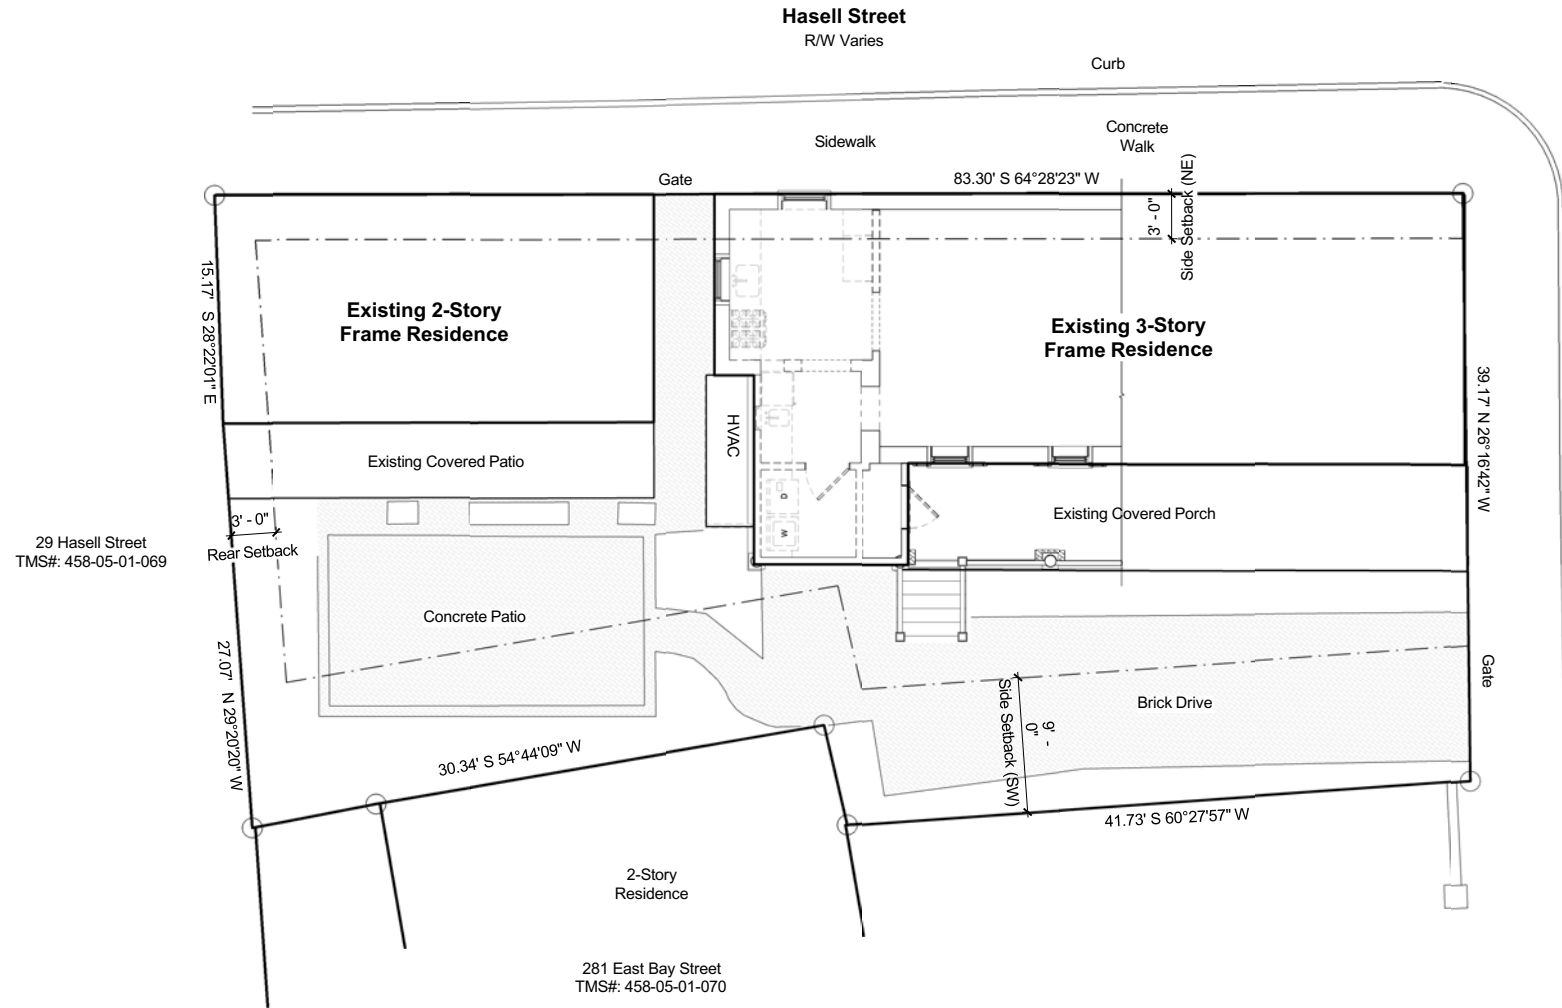 Hasell Street
R/W Varies
Curb
Sidewalk
Concrete
Walk
Gate
83.30' S 64°28'23" W
3' - 0"
Side Setback (NE)
15.17' S 28°22'01" E
Existing 2-Story
Frame Residence
Existing 3-Story
Frame Residence
39.17' N 26°16'42" W
HVAC
Existing Covered Patio
D
W
Existing Covered Porch
3' - 0"
Rear Setback
29 Hasell Street
TMS#: 458-05-01-069
Concrete Patio
27.07' N 29°20'20" W
Gate
Side Setback (SW)
9' -
0"
Brick Drive
30.34' S 54°44'09" W
41.73' S 60°27'57" W
2-Story
Residence
281 East Bay Street
TMS#: 458-05-01-070